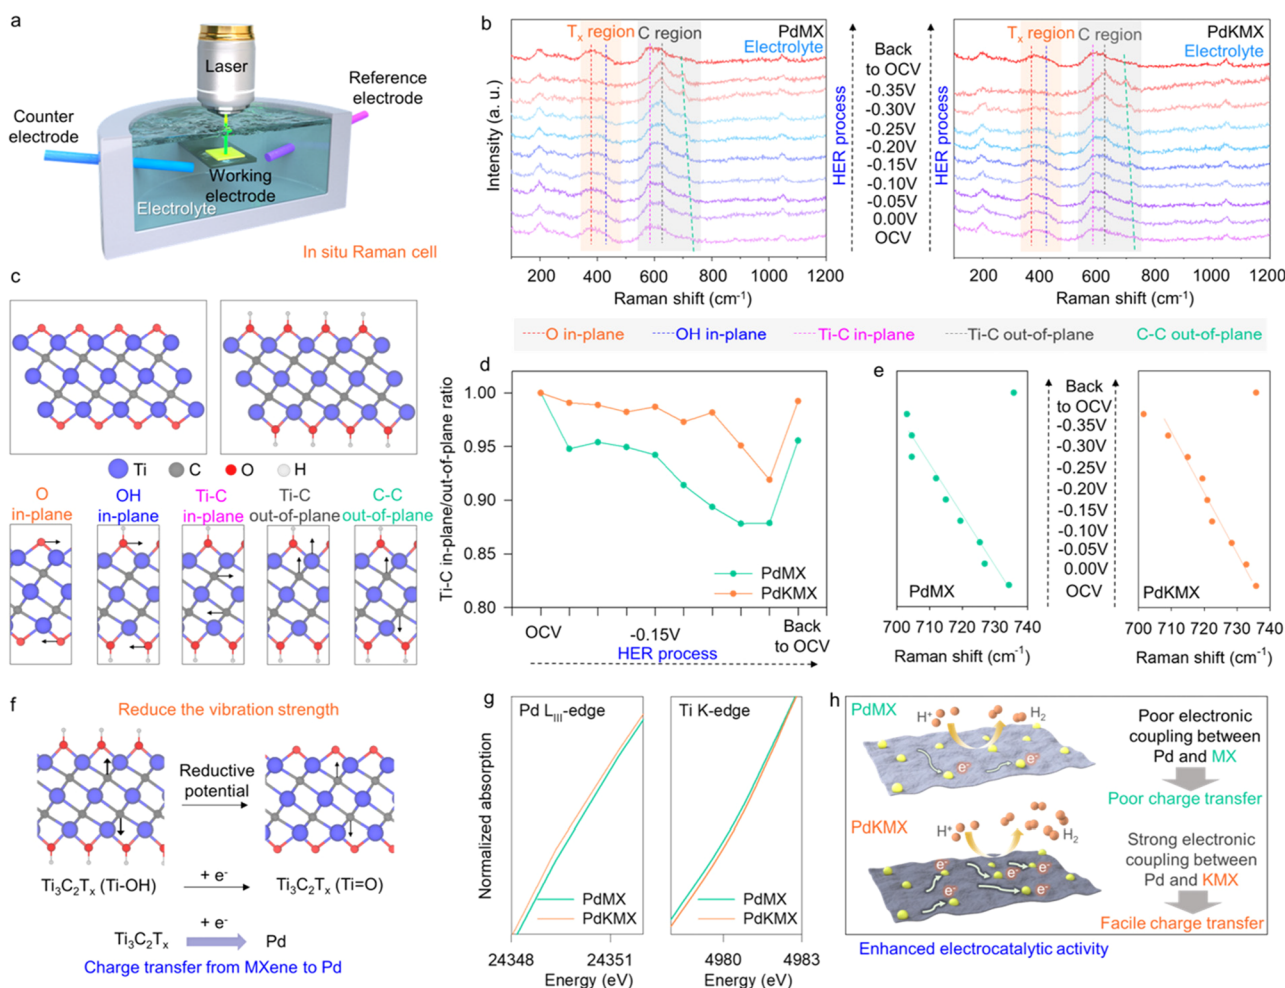 a
Laser
Reference
electrode
Counter
electrode
Working
electrode
Electrolyte
In situ Raman cell
b
Tx region
C region
PdMX
Electrolyte
Intensity (a. u.)
200 400 600 800 1000 1200
Raman shift (cm-1)
HER process
Back
to OCV
-0.35V
-0.30V
-0.25V
-0.20V
-0.15V
-0.10V
-0.05V
0.00V
OCV
HER process
Tx region
C region
PdKMX
Electrolyte
200 400 600 800 1000 1200
Raman shift (cm-1)
O in-plane OH in-plane Ti-C in-plane Ti-C out-of-plane C-C out-of-plane
c
Ti C O H
O
in-plane
OH
in-plane
Ti-C
in-plane
Ti-C
out-of-plane
C-C
out-of-plane
d
Ti-C in-plane/out-of-plane ratio
1.00
0.95
0.90
0.85
0.80
PdMX
PdKMX
OCV
-0.15V
Back
to OCV
HER process
e
PdMX
700 710 720 730 740
Raman shift (cm-1)
Back
to OCV
-0.35V
-0.30V
-0.25V
-0.20V
-0.15V
-0.10V
-0.05V
0.00V
OCV
PdKMX
700 710 720 730 740
Raman shift (cm-1)
f
Reduce the vibration strength
Reductive
potential
Ti3C2Tx (Ti-OH)
+ e-
Ti3C2Tx (Ti=O)
Ti3C2Tx
+ e-
Pd
Charge transfer from MXene to Pd
g
Normalized absorption
Pd LIII-edge
PdMX
PdKMX
24348 24351
Energy (eV)
Ti K-edge
PdMX
PdKMX
4980 4983
Energy (eV)
h
PdMX
H+
H2
e-
e-
Poor electronic
coupling between
Pd and MX
Poor charge transfer
PdKMX
H+
H2
e-
e-
e-
e-
Strong electronic
coupling between
Pd and KMX
Facile charge transfer
Enhanced electrocatalytic activity